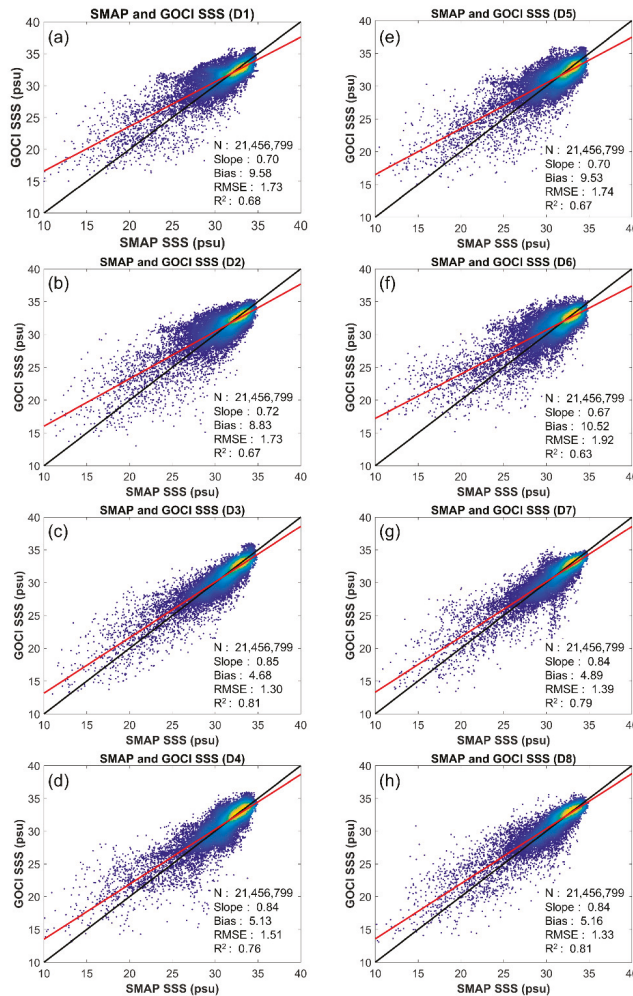 SMAP and GOCI SSS (D1)
(a)
40
35
30
25
20
15
10
GOCI SSS (psu)
N : 21,456,799
Slope : 0.70
Bias : 9.58
RMSE : 1.73
R² : 0.68
10 15 20 25 30 35 40
SMAP SSS (psu)
SMAP and GOCI SSS (D5)
(e)
40
35
30
25
20
15
10
GOCI SSS (psu)
N : 21,456,799
Slope : 0.70
Bias : 9.53
RMSE : 1.74
R² : 0.67
10 15 20 25 30 35 40
SMAP SSS (psu)
SMAP and GOCI SSS (D2)
(b)
40
35
30
25
20
15
10
GOCI SSS (psu)
N : 21,456,799
Slope : 0.72
Bias : 8.83
RMSE : 1.73
R² : 0.67
10 15 20 25 30 35 40
SMAP SSS (psu)
SMAP and GOCI SSS (D6)
(f)
40
35
30
25
20
15
10
GOCI SSS (psu)
N : 21,456,799
Slope : 0.67
Bias : 10.52
RMSE : 1.92
R² : 0.63
10 15 20 25 30 35 40
SMAP SSS (psu)
SMAP and GOCI SSS (D3)
(c)
40
35
30
25
20
15
10
GOCI SSS (psu)
N : 21,456,799
Slope : 0.85
Bias : 4.68
RMSE : 1.30
R² : 0.81
10 15 20 25 30 35 40
SMAP SSS (psu)
SMAP and GOCI SSS (D7)
(g)
40
35
30
25
20
15
10
GOCI SSS (psu)
N : 21,456,799
Slope : 0.84
Bias : 4.89
RMSE : 1.39
R² : 0.79
10 15 20 25 30 35 40
SMAP SSS (psu)
SMAP and GOCI SSS (D4)
(d)
40
35
30
25
20
15
10
GOCI SSS (psu)
N : 21,456,799
Slope : 0.84
Bias : 5.13
RMSE : 1.51
R² : 0.76
10 15 20 25 30 35 40
SMAP SSS (psu)
SMAP and GOCI SSS (D8)
(h)
40
35
30
25
20
15
10
GOCI SSS (psu)
N : 21,456,799
Slope : 0.84
Bias : 5.16
RMSE : 1.33
R² : 0.81
10 15 20 25 30 35 40
SMAP SSS (psu)